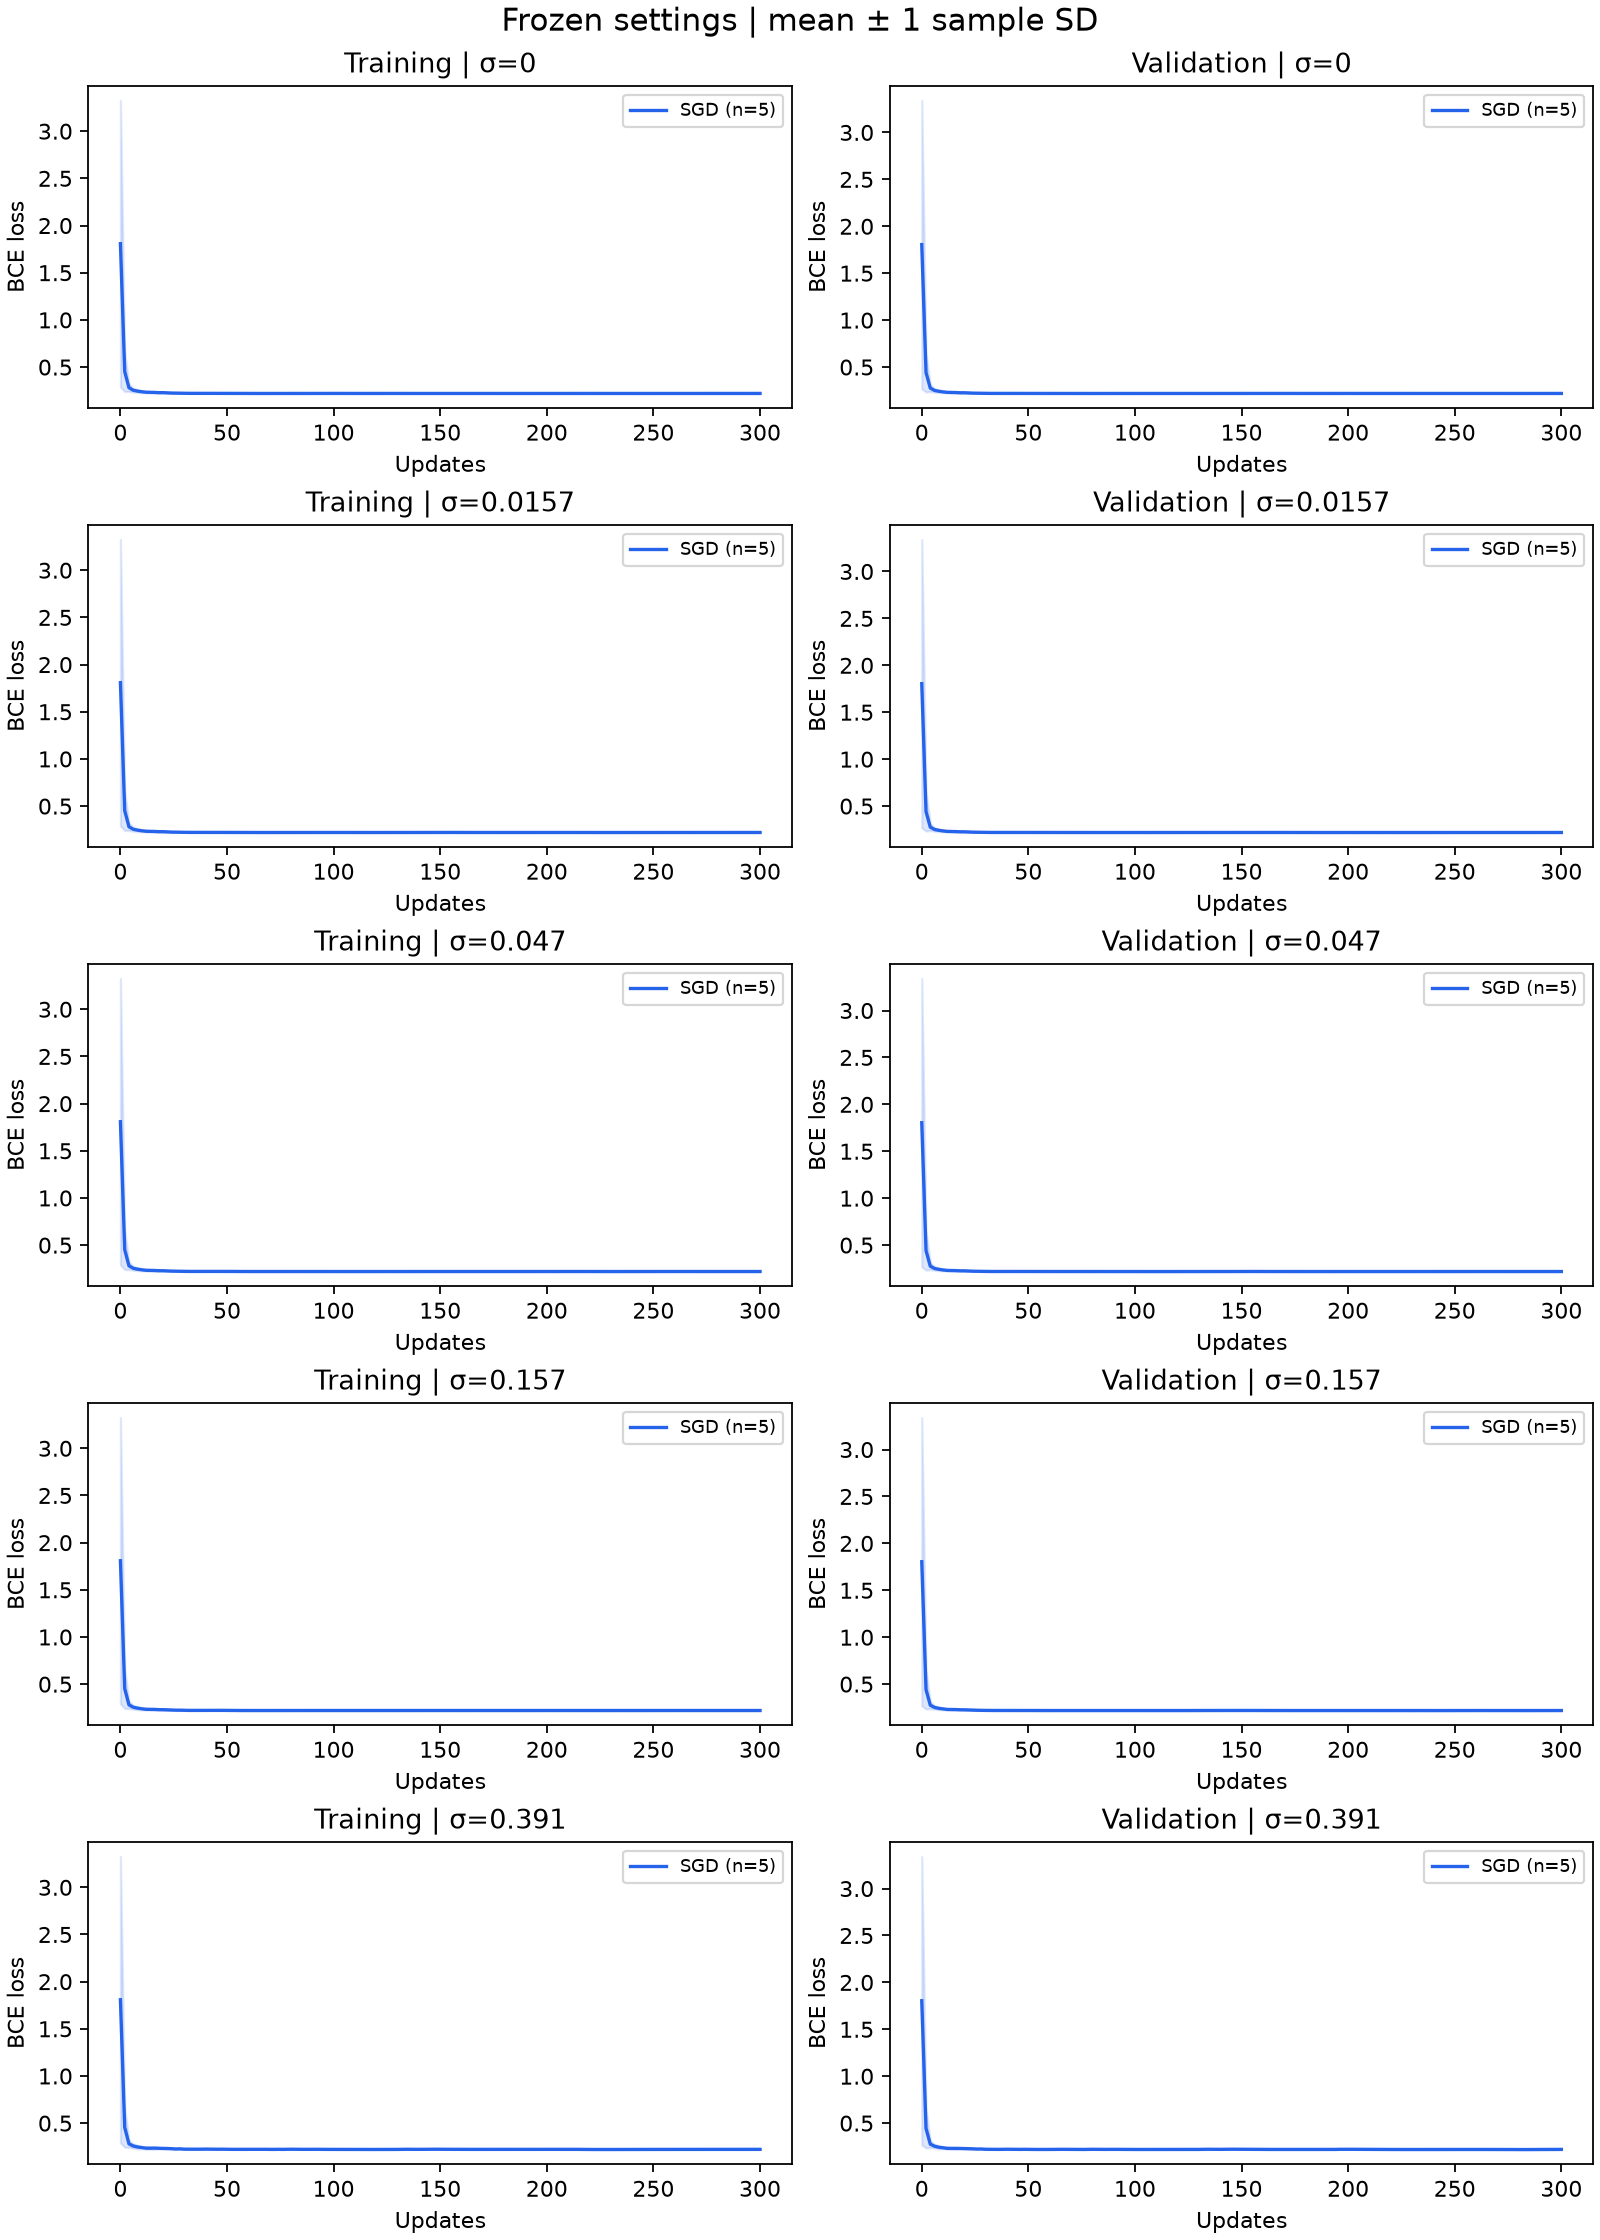 Frozen settings | mean ± 1 sample SD
Training | σ=0
BCE loss
3.0
2.5
2.0
1.5
1.0
0.5
SGD (n=5)
0 50 100 150 200 250 300
Updates
Validation | σ=0
BCE loss
3.0
2.5
2.0
1.5
1.0
0.5
SGD (n=5)
0 50 100 150 200 250 300
Updates
Training | σ=0.0157
BCE loss
3.0
2.5
2.0
1.5
1.0
0.5
SGD (n=5)
0 50 100 150 200 250 300
Updates
Validation | σ=0.0157
BCE loss
3.0
2.5
2.0
1.5
1.0
0.5
SGD (n=5)
0 50 100 150 200 250 300
Updates
Training | σ=0.047
BCE loss
3.0
2.5
2.0
1.5
1.0
0.5
SGD (n=5)
0 50 100 150 200 250 300
Updates
Validation | σ=0.047
BCE loss
3.0
2.5
2.0
1.5
1.0
0.5
SGD (n=5)
0 50 100 150 200 250 300
Updates
Training | σ=0.157
BCE loss
3.0
2.5
2.0
1.5
1.0
0.5
SGD (n=5)
0 50 100 150 200 250 300
Updates
Validation | σ=0.157
BCE loss
3.0
2.5
2.0
1.5
1.0
0.5
SGD (n=5)
0 50 100 150 200 250 300
Updates
Training | σ=0.391
BCE loss
3.0
2.5
2.0
1.5
1.0
0.5
SGD (n=5)
0 50 100 150 200 250 300
Updates
Validation | σ=0.391
BCE loss
3.0
2.5
2.0
1.5
1.0
0.5
SGD (n=5)
0 50 100 150 200 250 300
Updates